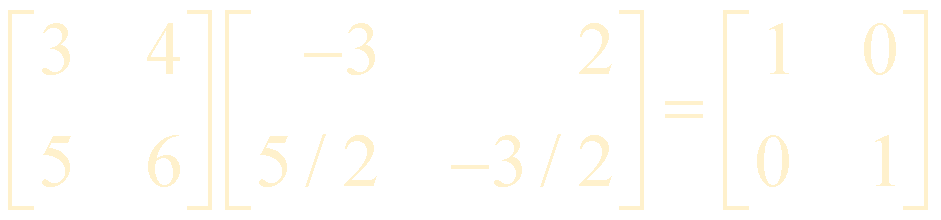 [3 4] [−3 2] = [1 0]
[5 6] [5/2 −3/2] [0 1]